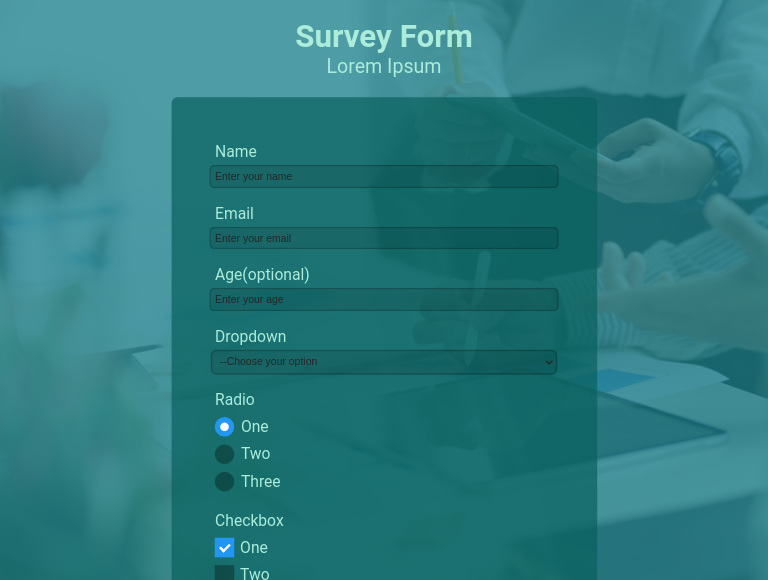 Survey Form
Lorem Ipsum
Name
Enter your name
Email
Enter your email
Age(optional)
Enter your age
Dropdown
--Choose your option
Radio
One
Two
Three
Checkbox
One
Two